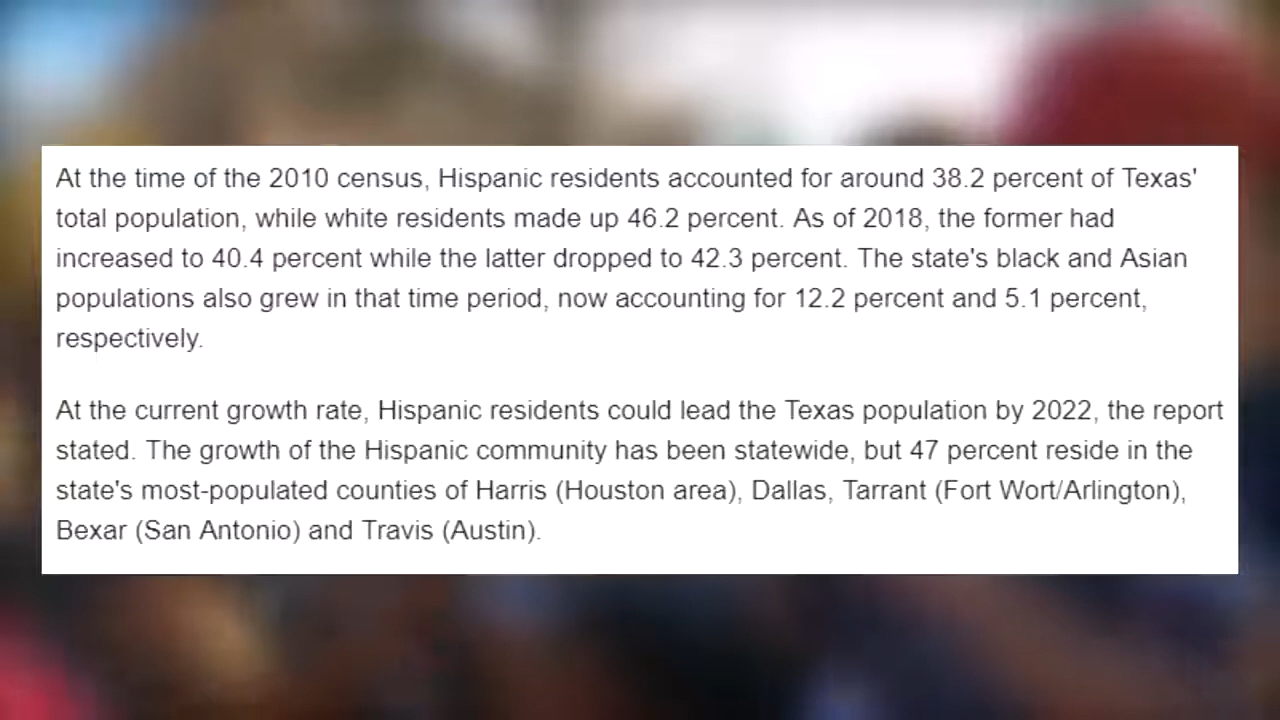 At the time of the 2010 census, Hispanic residents accounted for around 38.2 percent of Texas'
total population, while white residents made up 46.2 percent. As of 2018, the former had
increased to 40.4 percent while the latter dropped to 42.3 percent. The state's black and Asian
populations also grew in that time period, now accounting for 12.2 percent and 5.1 percent,
respectively.
At the current growth rate, Hispanic residents could lead the Texas population by 2022, the report
stated. The growth of the Hispanic community has been statewide, but 47 percent reside in the
state's most-populated counties of Harris (Houston area), Dallas, Tarrant (Fort Wort/Arlington),
Bexar (San Antonio) and Travis (Austin).